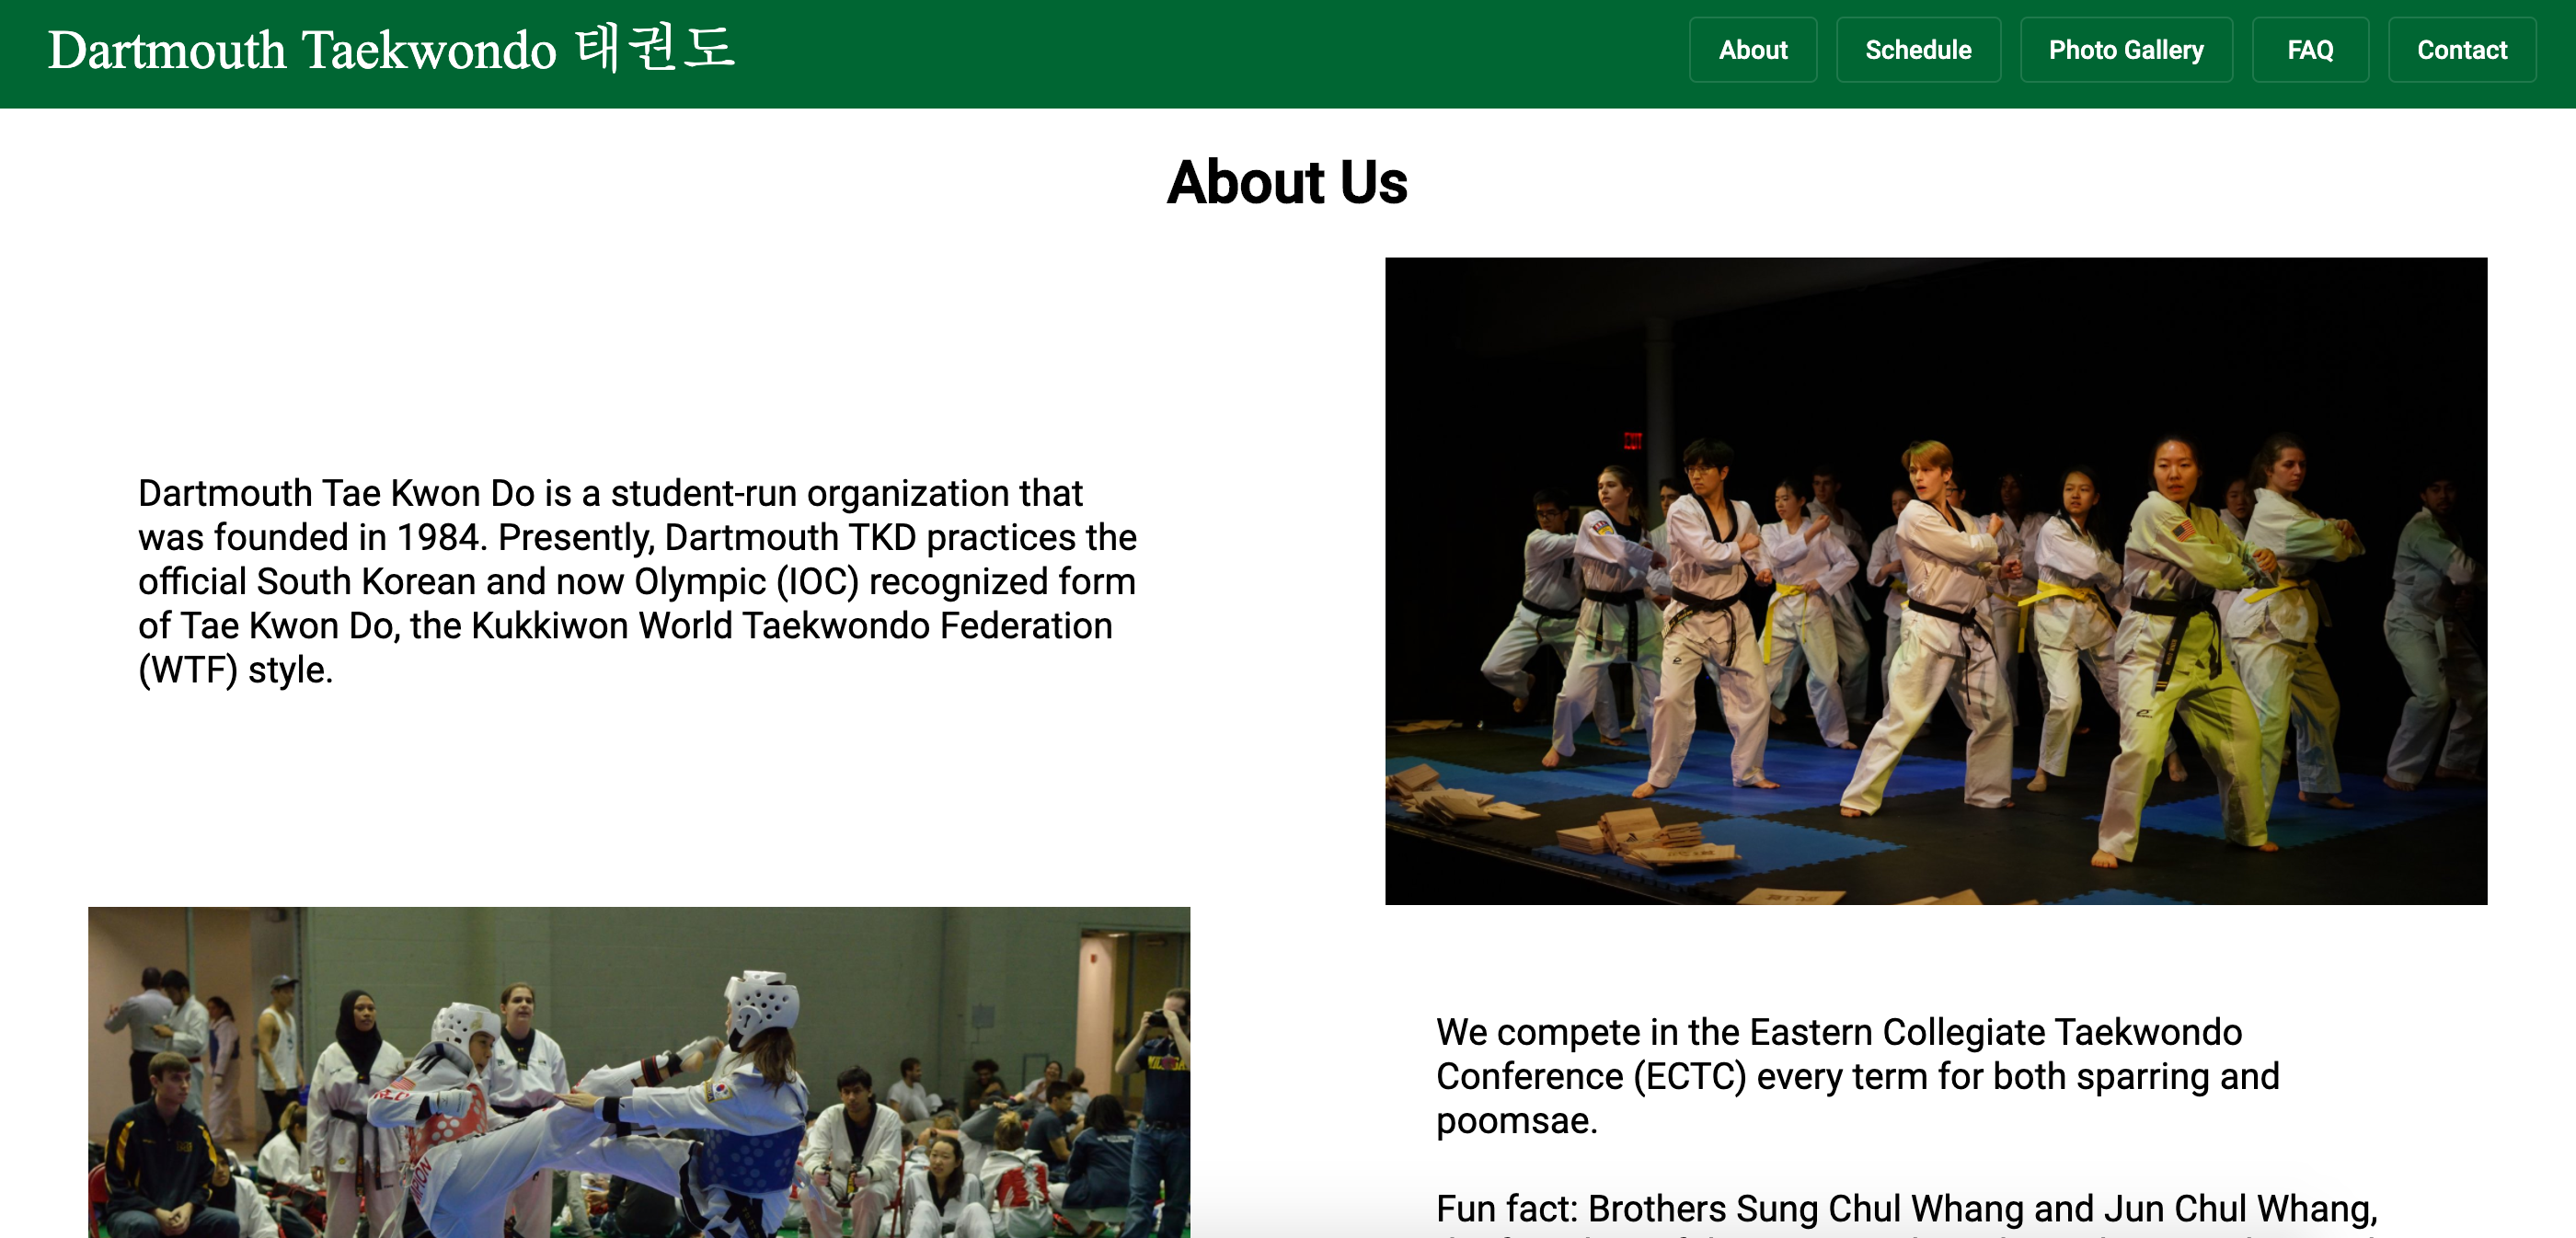 Dartmouth Taekwondo 태권도
About
Schedule
Photo Gallery
FAQ
Contact
About Us
Dartmouth Tae Kwon Do is a student-run organization that
was founded in 1984. Presently, Dartmouth TKD practices the
official South Korean and now Olympic (IOC) recognized form
of Tae Kwon Do, the Kukkiwon World Taekwondo Federation
(WTF) style.
We compete in the Eastern Collegiate Taekwondo
Conference (ECTC) every term for both sparring and
poomsae.
Fun fact: Brothers Sung Chul Whang and Jun Chul Whang,